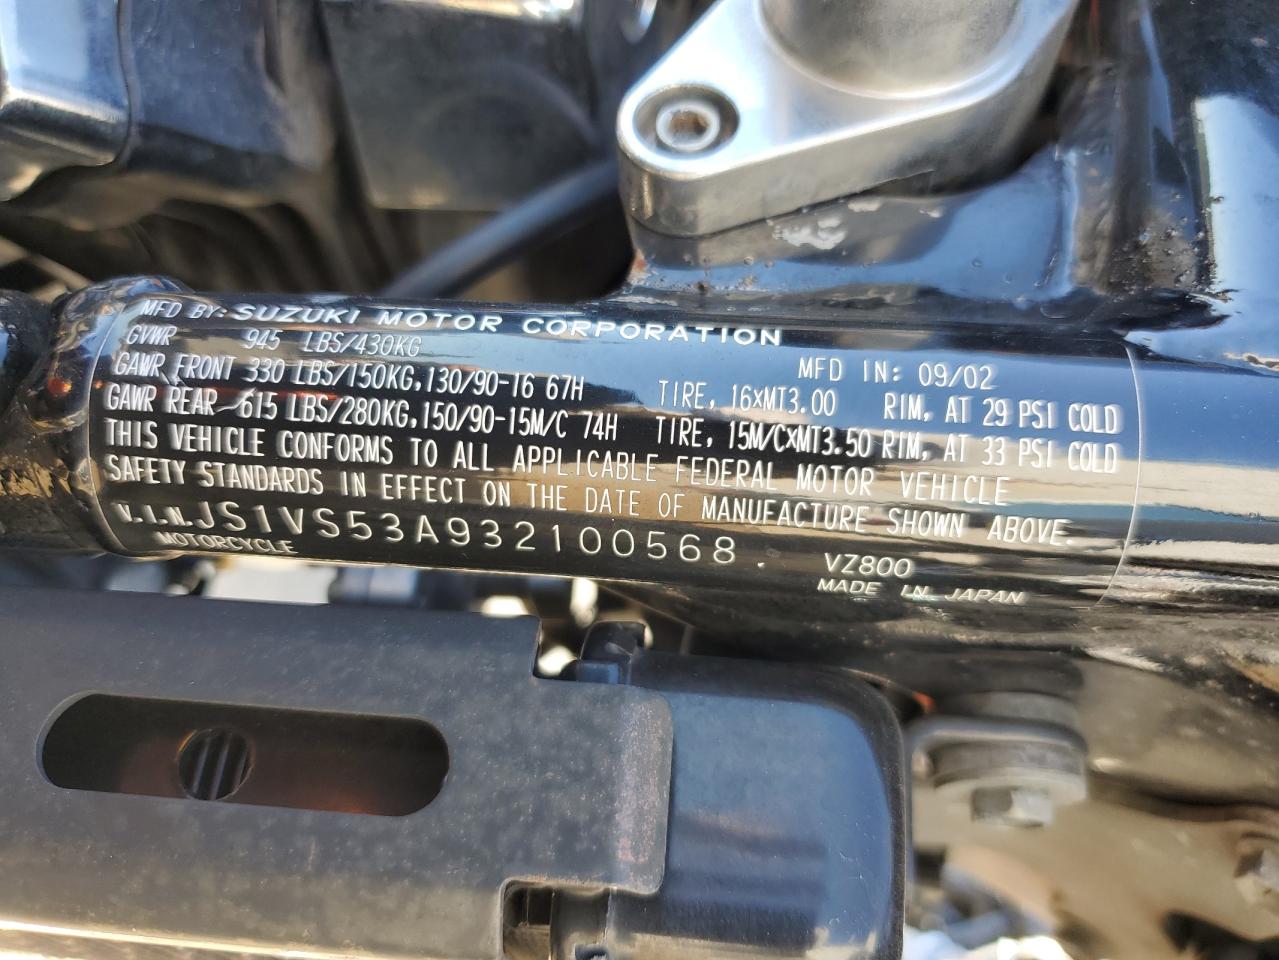 MFD BY: SUZUKI MOTOR CORPORATION
GVWR 945 LBS/430KG MFD IN: 09/02
GAWR FRONT 330 LBS/150KG, 130/90-16 67H TIRE, 16xMT3.00 RIM, AT 29 PSI COLD
GAWR REAR 615 LBS/280KG, 150/90-15M/C 74H TIRE, 15M/CxMT3.50 RIM, AT 33 PSI COLD
THIS VEHICLE CONFORMS TO ALL APPLICABLE FEDERAL MOTOR VEHICLE
SAFETY STANDARDS IN EFFECT ON THE DATE OF MANUFACTURE SHOWN ABOVE.
V.I.N. JS1VS53A932100568 VZ800
MOTORCYCLE MADE IN JAPAN